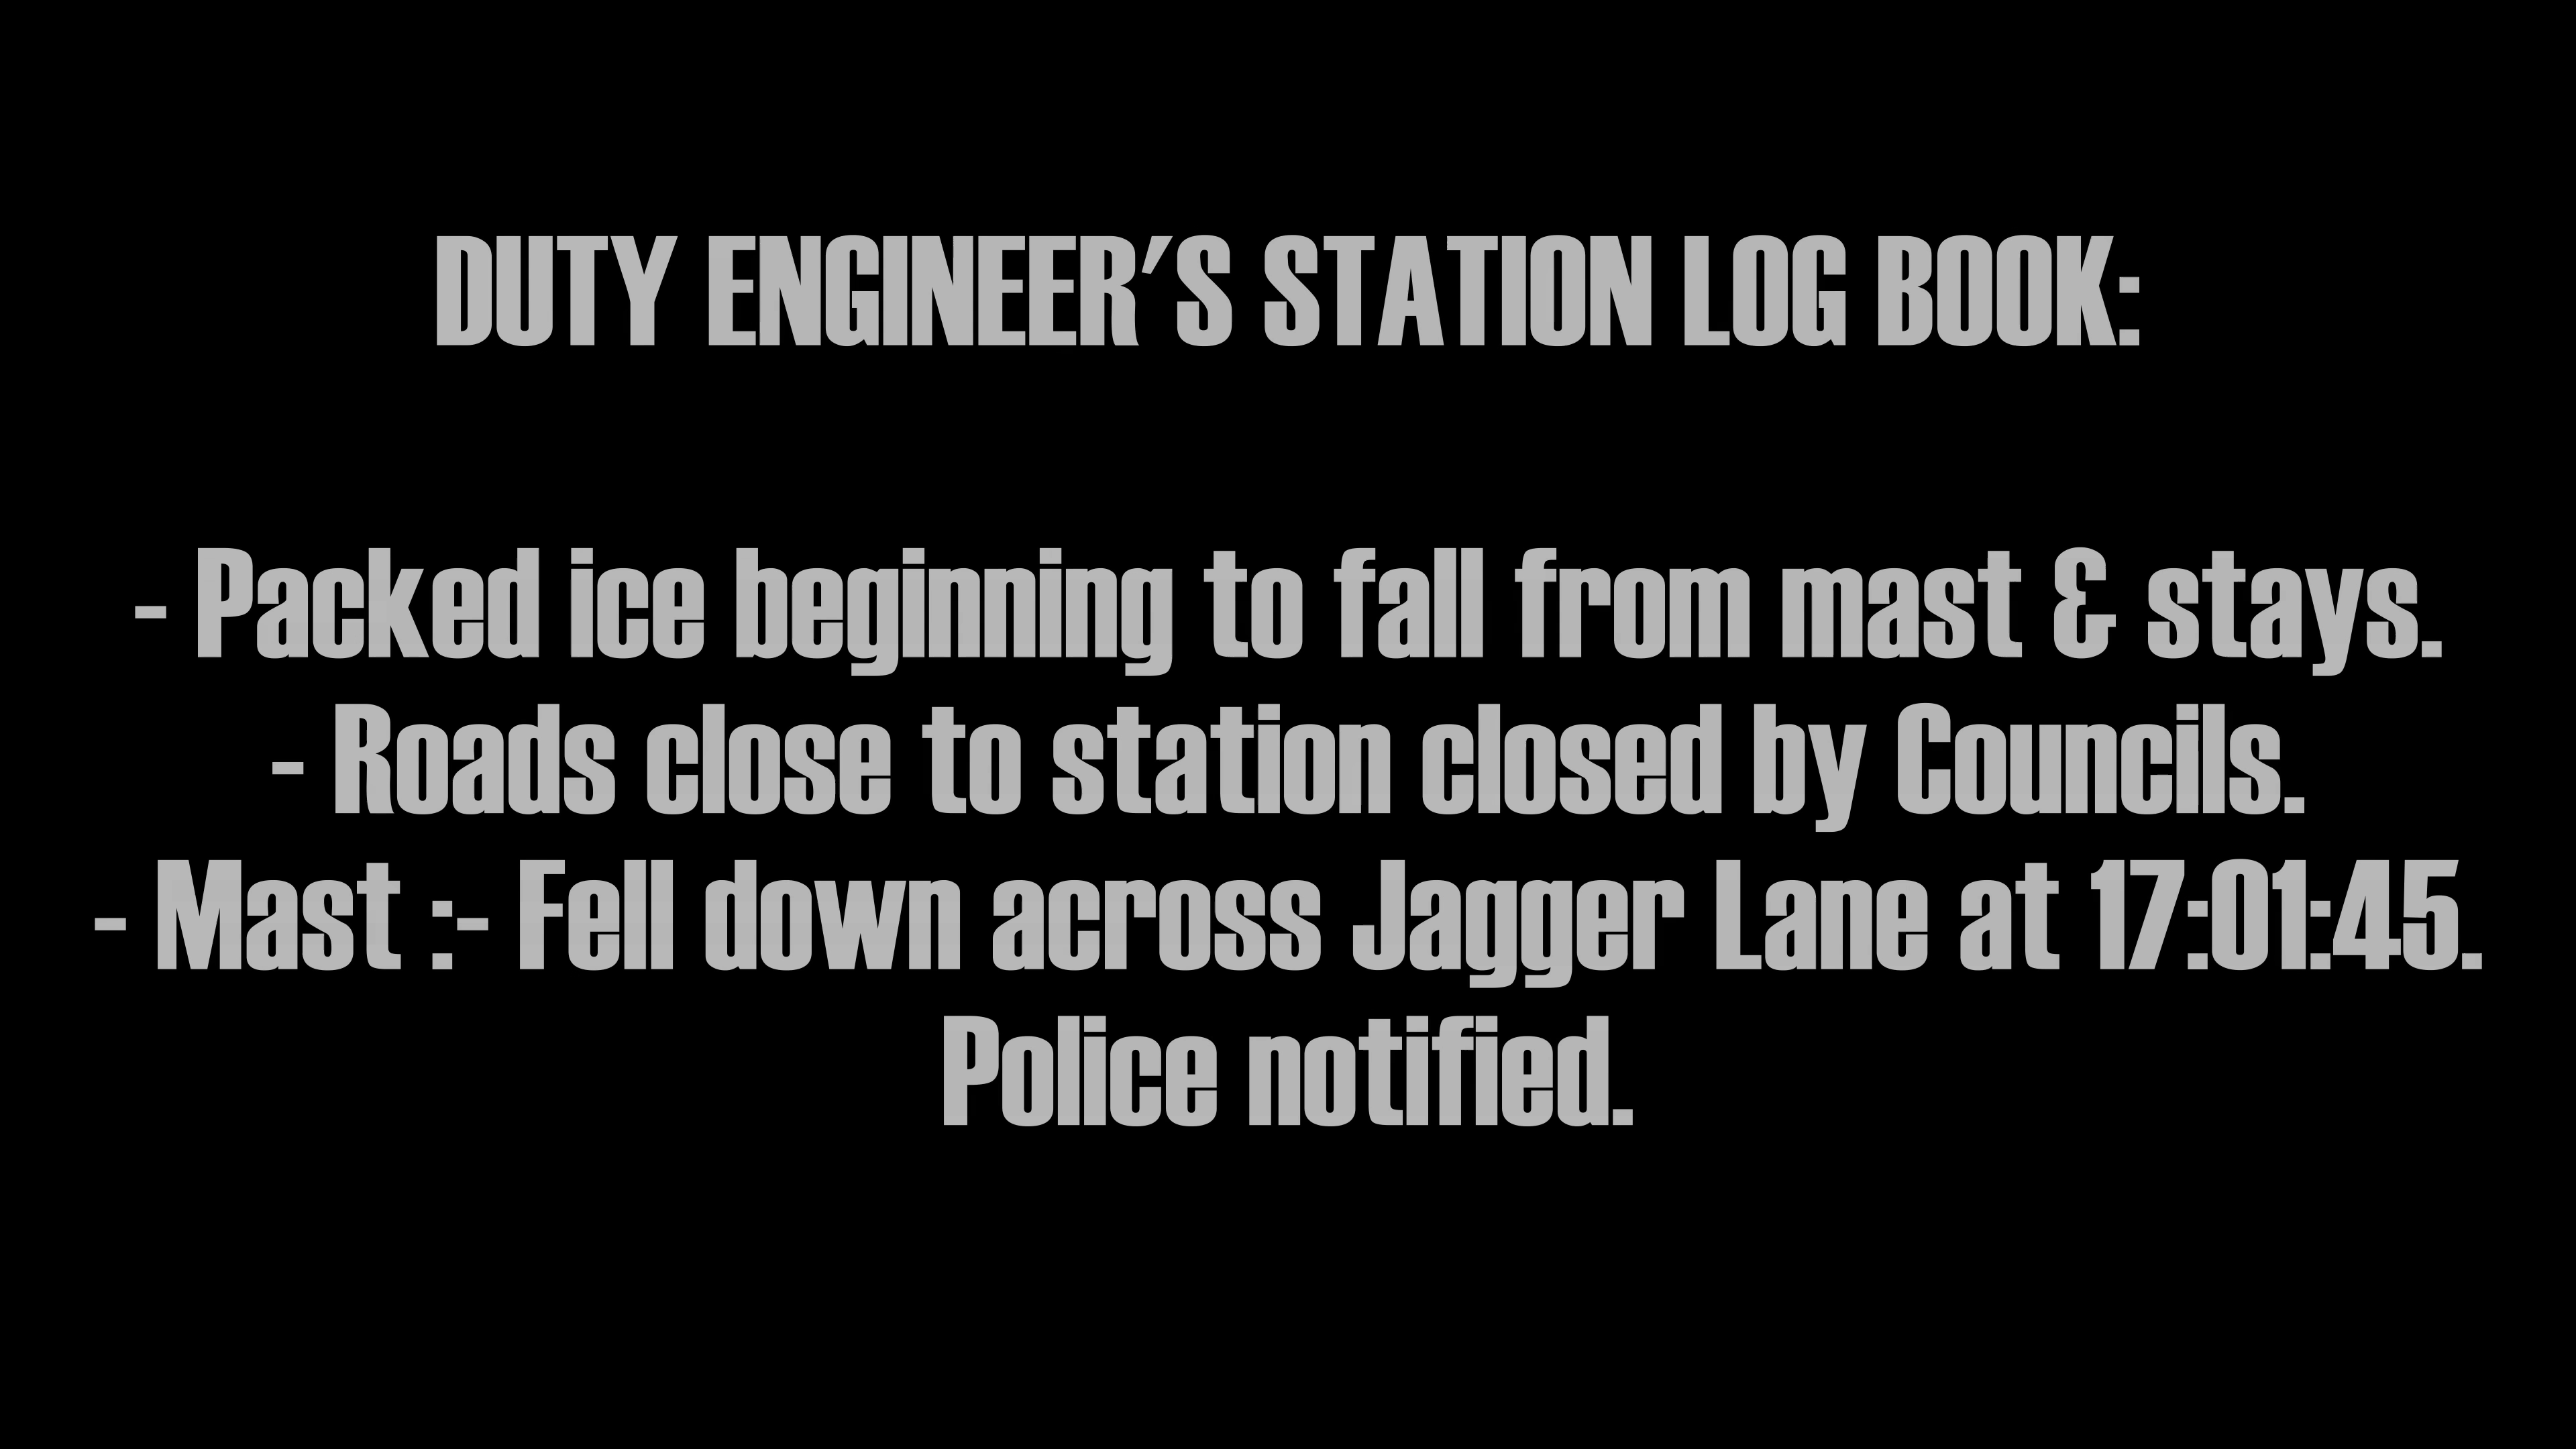 DUTY ENGINEER'S STATION LOG BOOK:
- Packed ice beginning to fall from mast & stays.
- Roads close to station closed by Councils.
- Mast :- Fell down across Jagger Lane at 17:01:45.
Police notified.